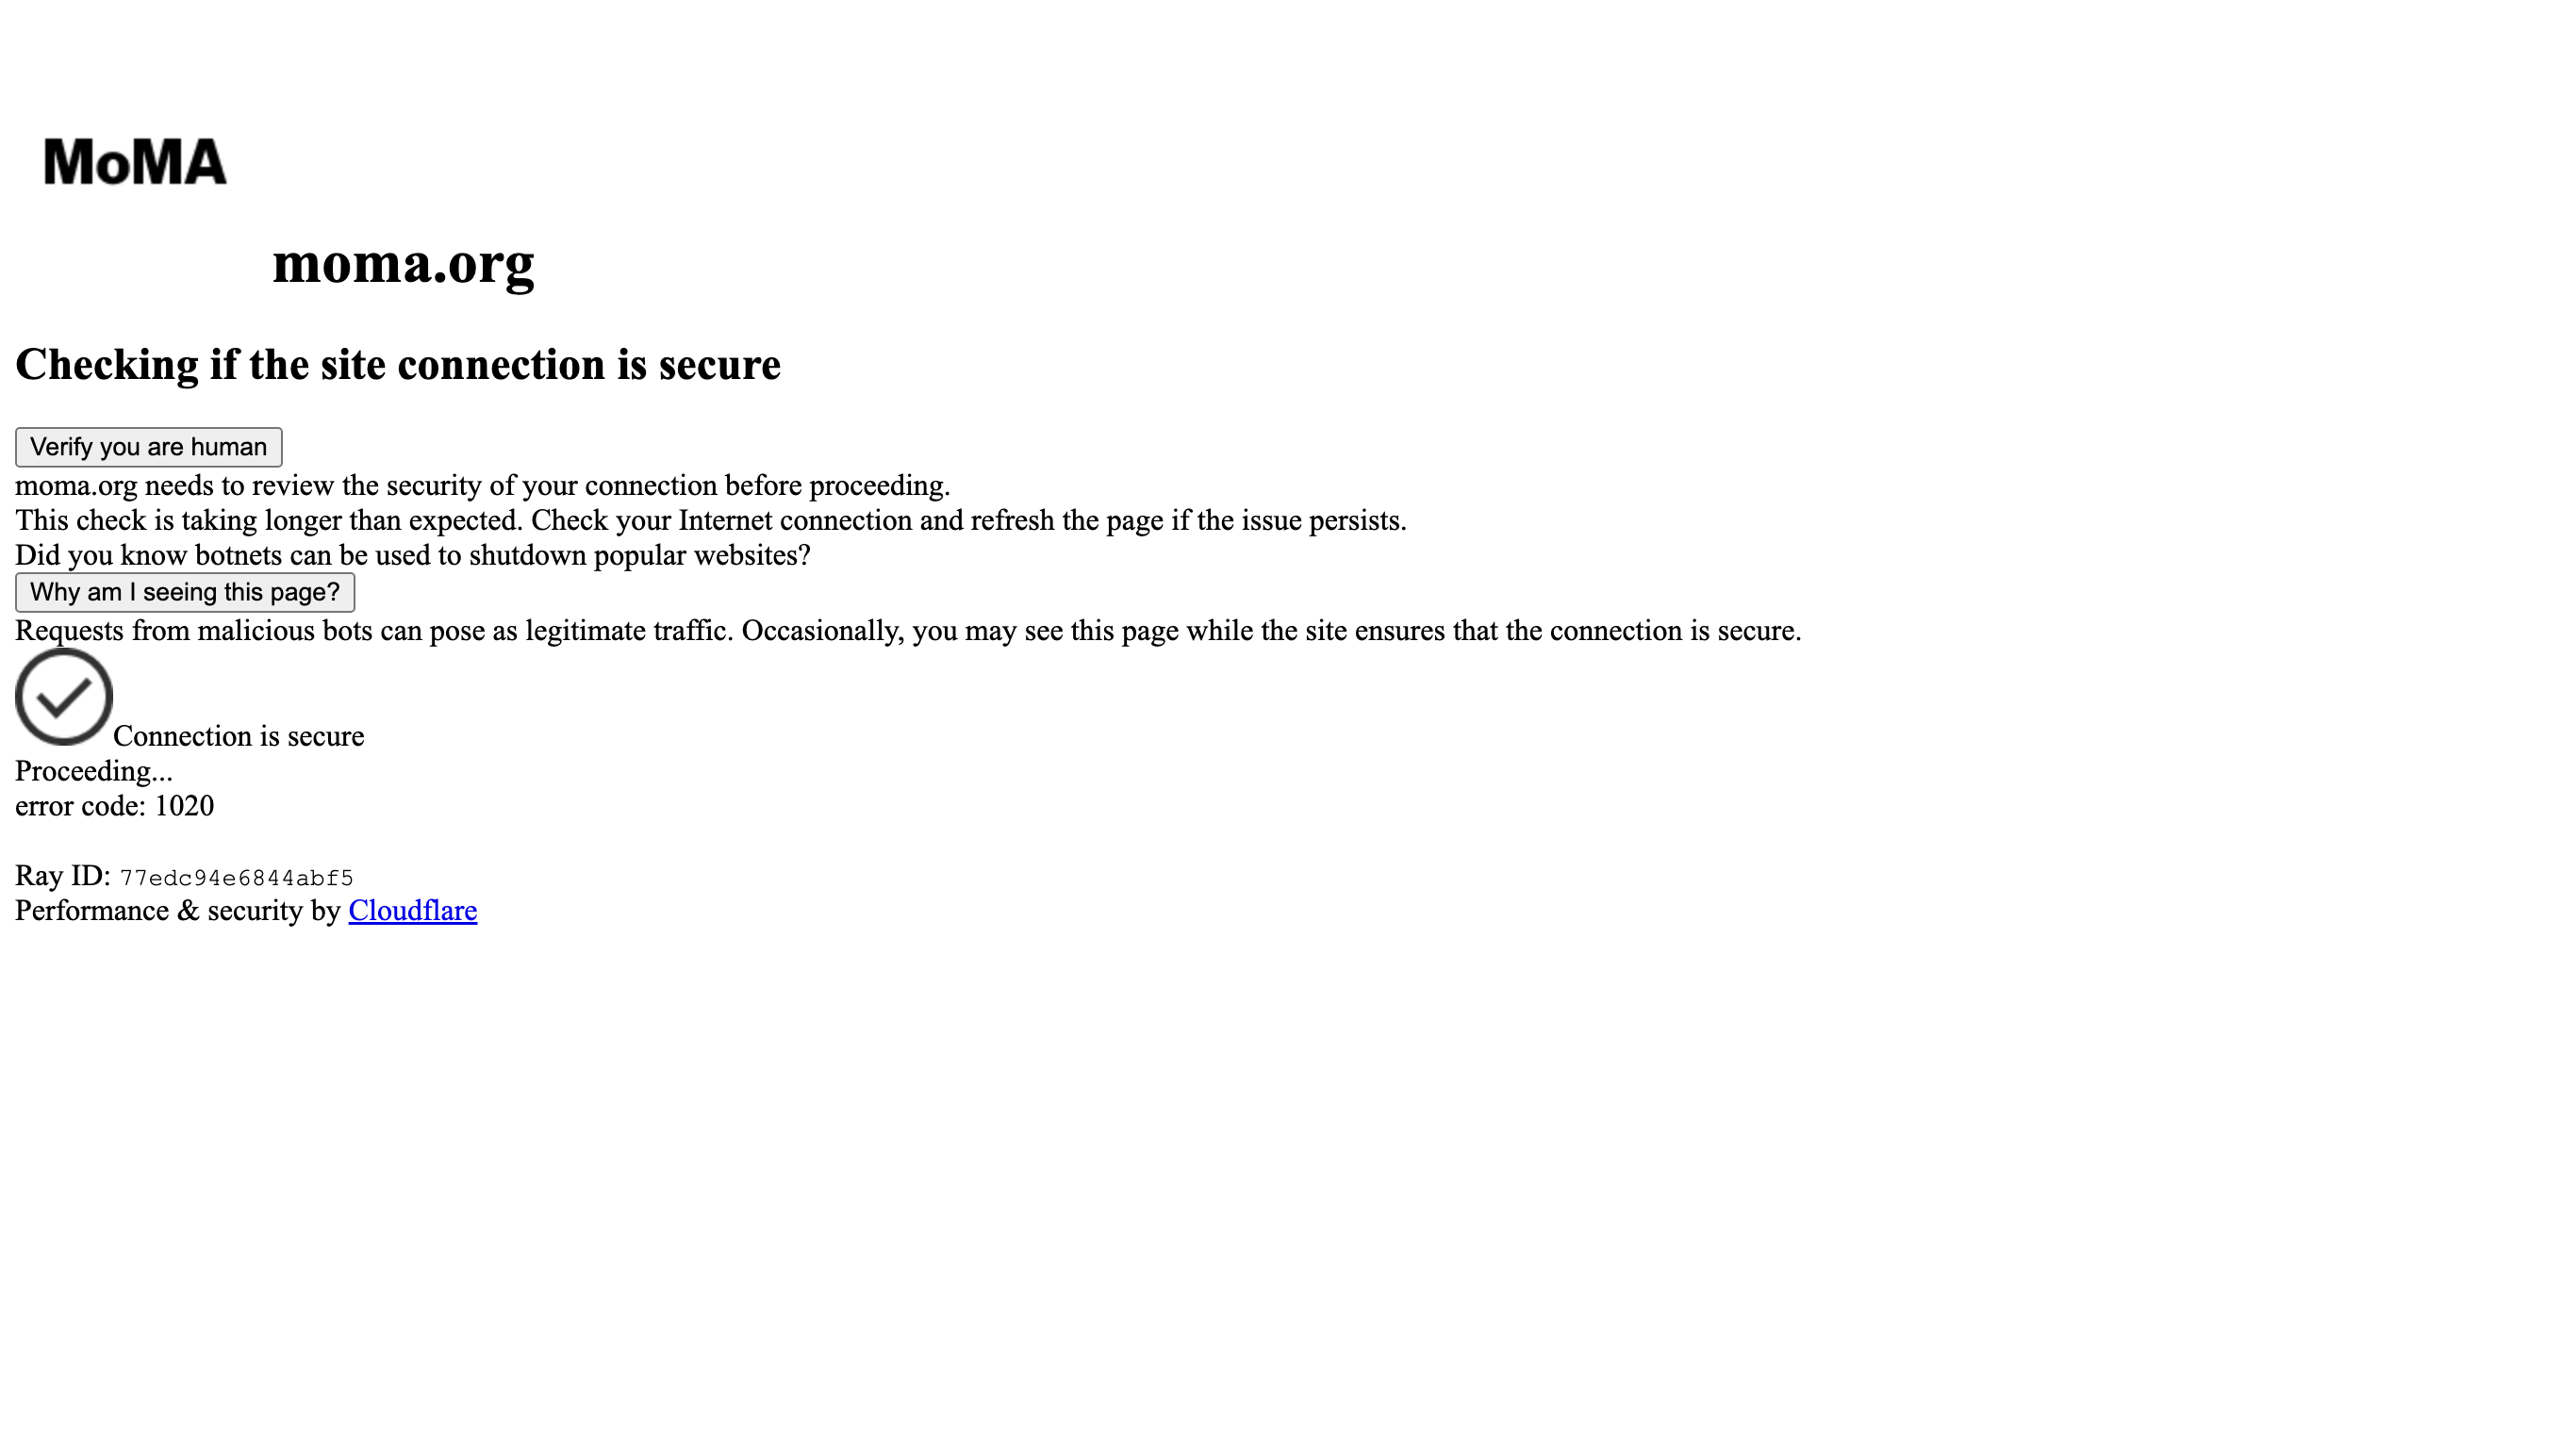 MoMA
moma.org
Checking if the site connection is secure
Verify you are human
moma.org needs to review the security of your connection before proceeding.
This check is taking longer than expected. Check your Internet connection and refresh the page if the issue persists.
Did you know botnets can be used to shutdown popular websites?
Why am I seeing this page?
Requests from malicious bots can pose as legitimate traffic. Occasionally, you may see this page while the site ensures that the connection is secure.
Connection is secure
Proceeding...
error code: 1020
Ray ID: 77edc94e6844abf5
Performance & security by Cloudflare